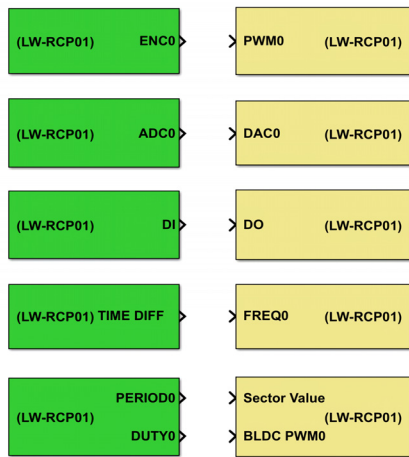 (LW-RCP01) ENC0 PWM0 (LW-RCP01)
(LW-RCP01) ADC0 DAC0 (LW-RCP01)
(LW-RCP01) DI DO (LW-RCP01)
(LW-RCP01) TIME DIFF FREQ0 (LW-RCP01)
PERIOD0 Sector Value
(LW-RCP01) (LW-RCP01)
DUTY0 BLDC PWM0